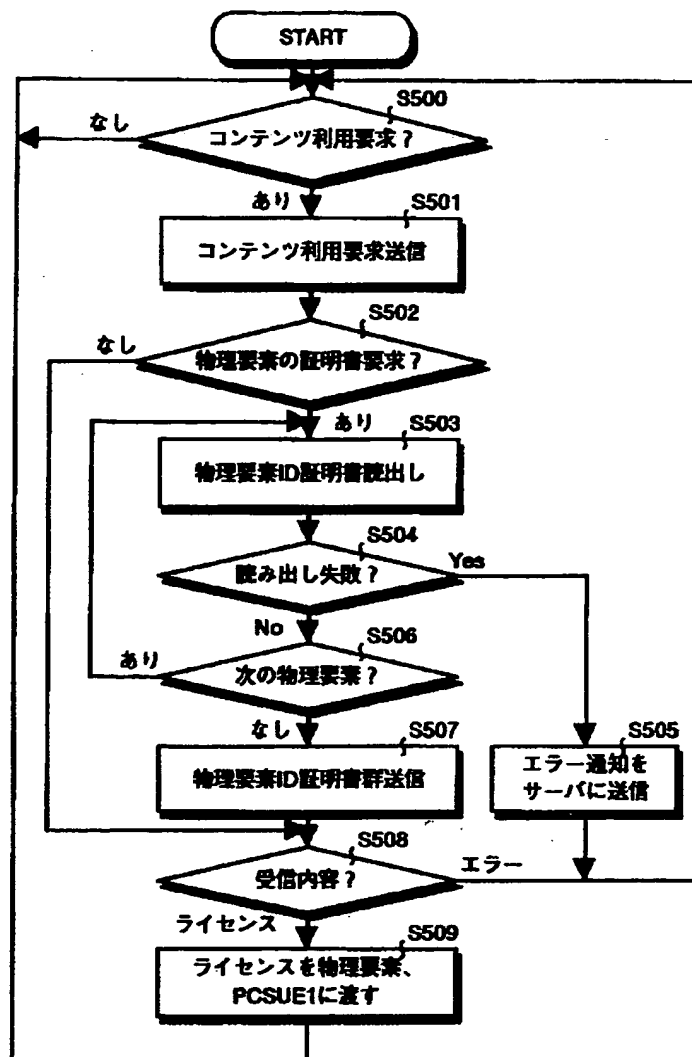 START
S500
コンテンツ利用要求?
なし
あり
S501
コンテンツ利用要求送信
S502
物理要素の証明書要求?
なし
あり
S503
物理要素ID証明書読出し
S504
読み出し失敗?
Yes
No
S506
次の物理要素?
あり
なし
S507
物理要素ID証明書群送信
S505
エラー通知を
サーバに送信
S508
受信内容?
エラー
ライセンス
S509
ライセンスを物理要素、
PCSUE1に渡す